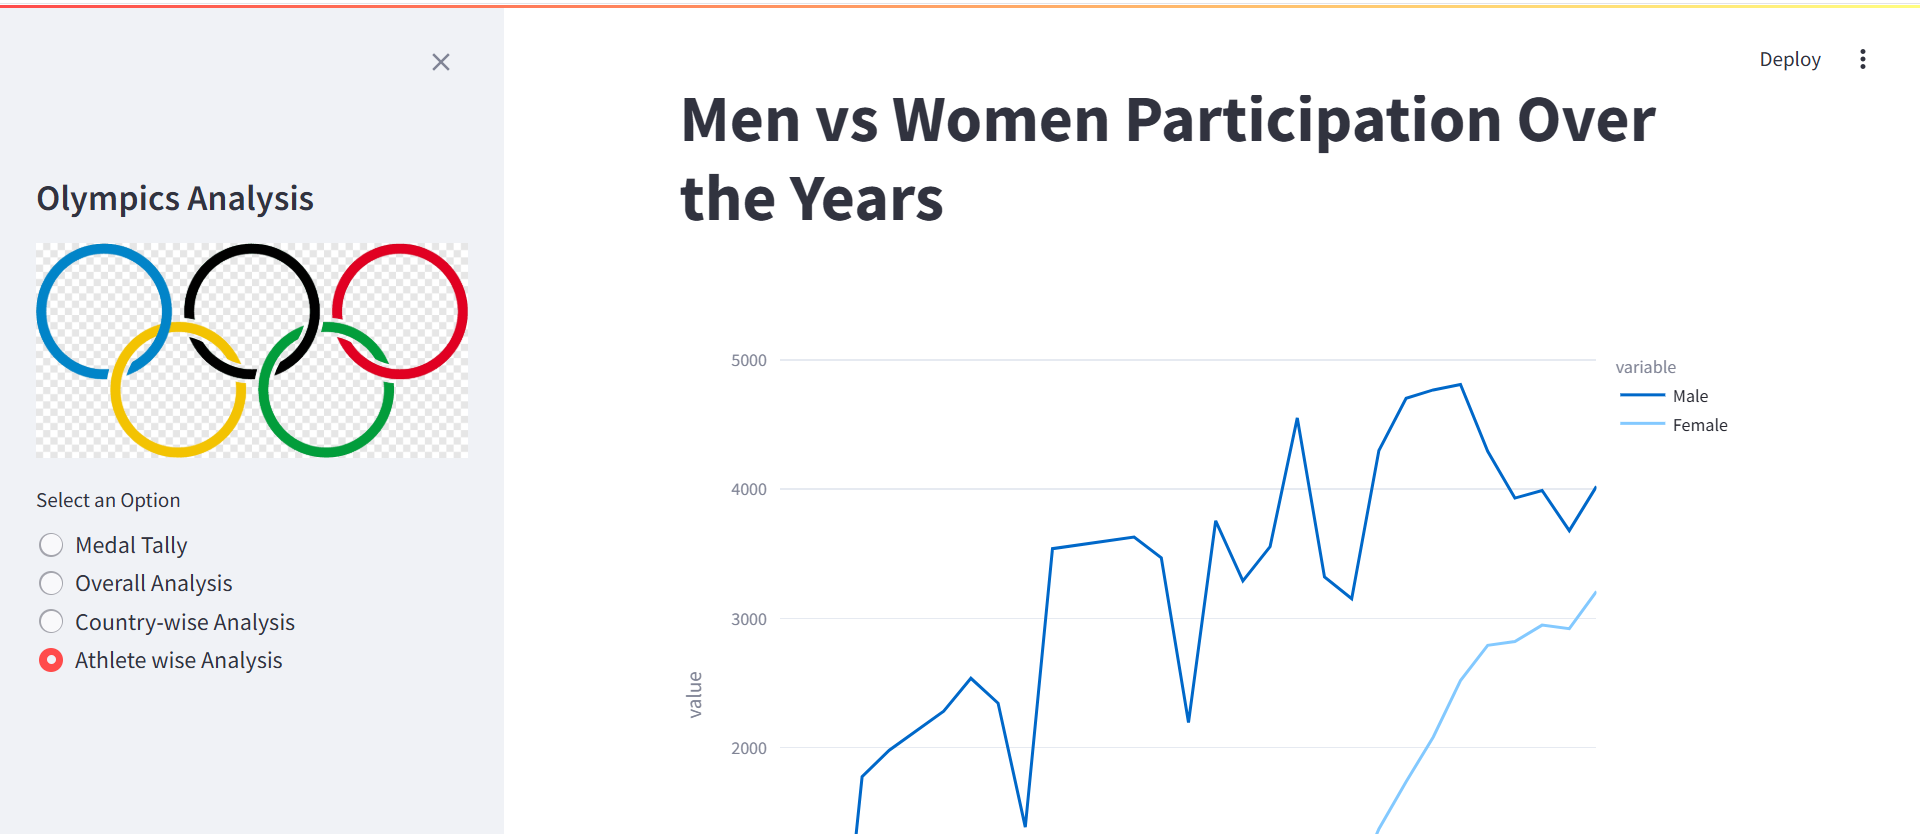 Deploy
Olympics Analysis
Select an Option
Medal Tally
Overall Analysis
Country-wise Analysis
Athlete wise Analysis
Men vs Women Participation Over
the Years
5000
4000
3000
2000
value
variable
Male
Female